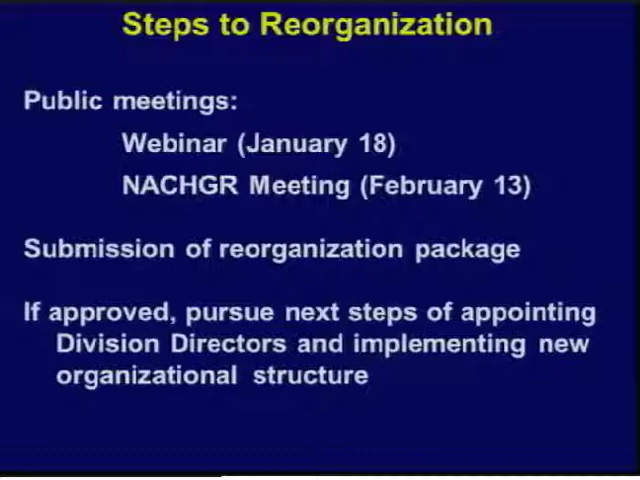 Steps to Reorganization
Public meetings:
Webinar (January 18)
NACHGR Meeting (February 13)
Submission of reorganization package
If approved, pursue next steps of appointing
Division Directors and implementing new
organizational structure